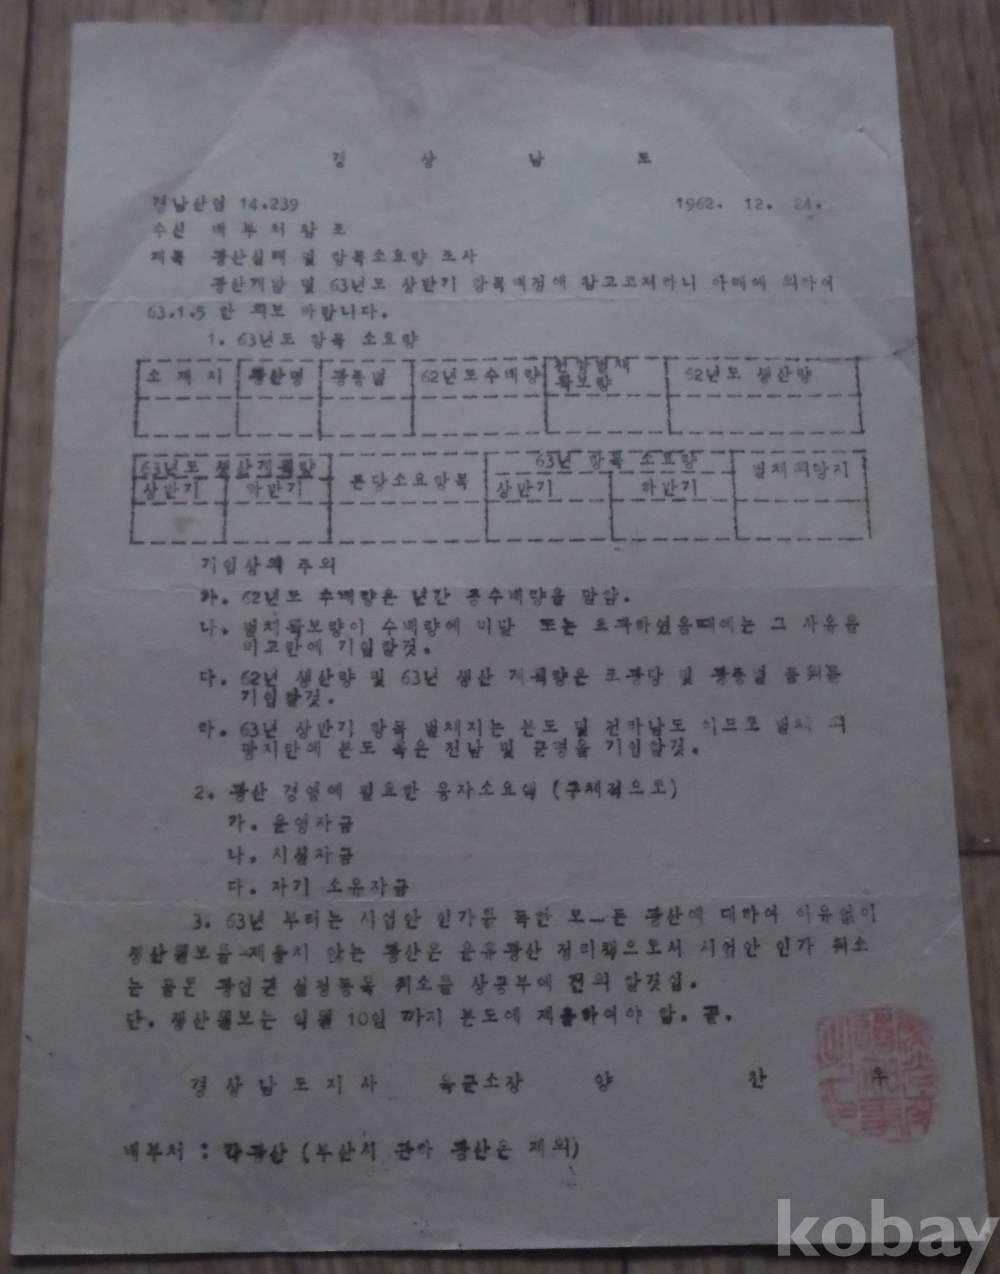 경 상 남 도
경남산업 14.239 1962. 12. 24.
수신 배부처참조
제목 광산실태 및 항목소요량 조사
광산개발 및 63년도 상반기 항목배정에 참고고저하니 아래에 의하여
63.1.5 한 회보 바랍니다.
1. 63년도 항목 소요량
소 재 지 광산명 광종별 62년도수배량 전항벌채 확보량 62년도 생산량
63년도 생산계획량 톤당소요항목 63년 항목 소요량 벌채희망지
상반기 하반기 상반기 하반기
기입상의 주의
가. 62년도 수배량은 년간 총수배량을 말함.
나. 벌채확보량이 수배량에 미달 또는 초과하였을때에는 그 사유를
비고란에 기입할것.
다. 62년 생산량 및 63년 생산 계획량은 조광당 및 광종별 품위를
기입할것.
라. 63년 상반기 항목 벌채지는 본도 및 전라남도 이므로 벌채 희
망지란에 본도 혹은 전남 및 군명을 기입할것.
2. 광산 경영에 필요한 융자소요액 (구체적으로)
가. 운영자금
나. 시설자금
다. 자기 소유자금
3. 63년 부터는 시업안 인가를 득한 모ー든 광산에 대하여 이유없이
생산월보를 제출치 않는 광산은 운휴광산 정리책으로서 시업안 인가 취소
는 물론 광업권 설정등록 취소를 상공부에 건의 할것임.
단. 생산월보는 익월 10일 까지 본도에 제출하여야 함. 끝.
경 상 남 도 지 사 육군소장 양 찬 우
배부처 : 각광산 (부산시 관하 광산은 제외)
kobay